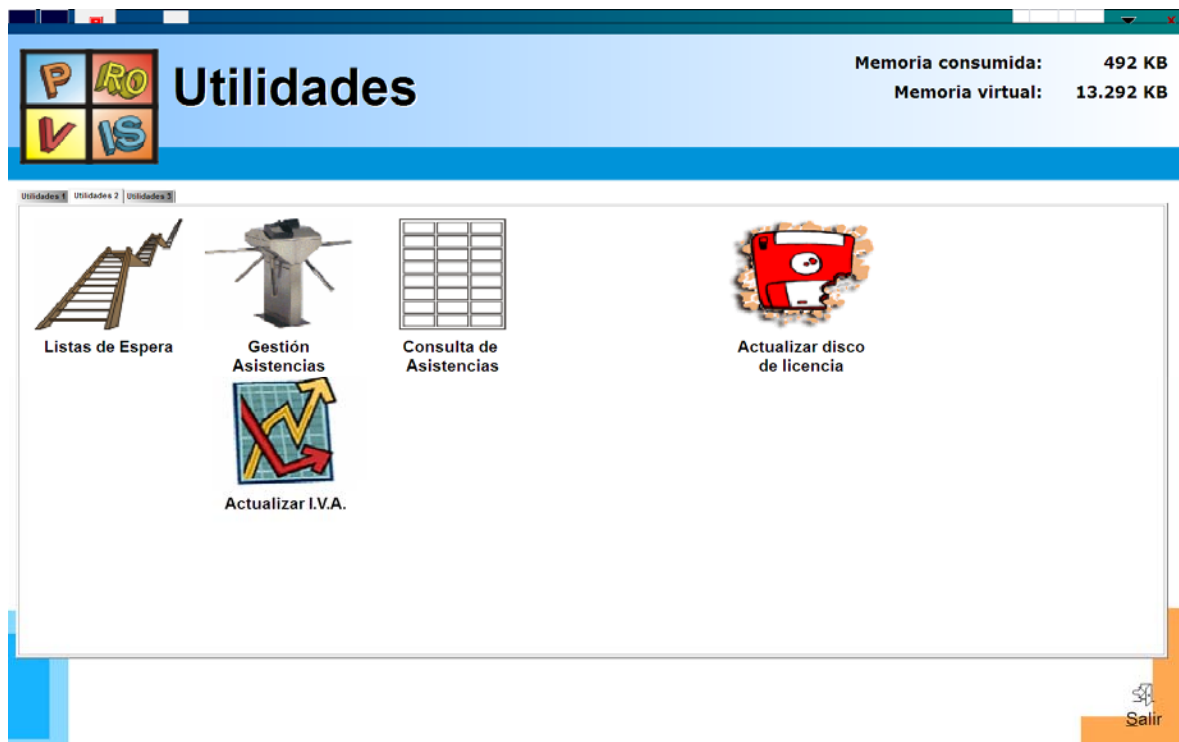 P RO
V IS
Utilidades
Memoria consumida: 492 KB
Memoria virtual: 13.292 KB
Utilidades 1 Utilidades 2 Utilidades 3
Listas de Espera
Gestión
Asistencias
Consulta de
Asistencias
Actualizar disco
de licencia
Actualizar I.V.A.
Salir